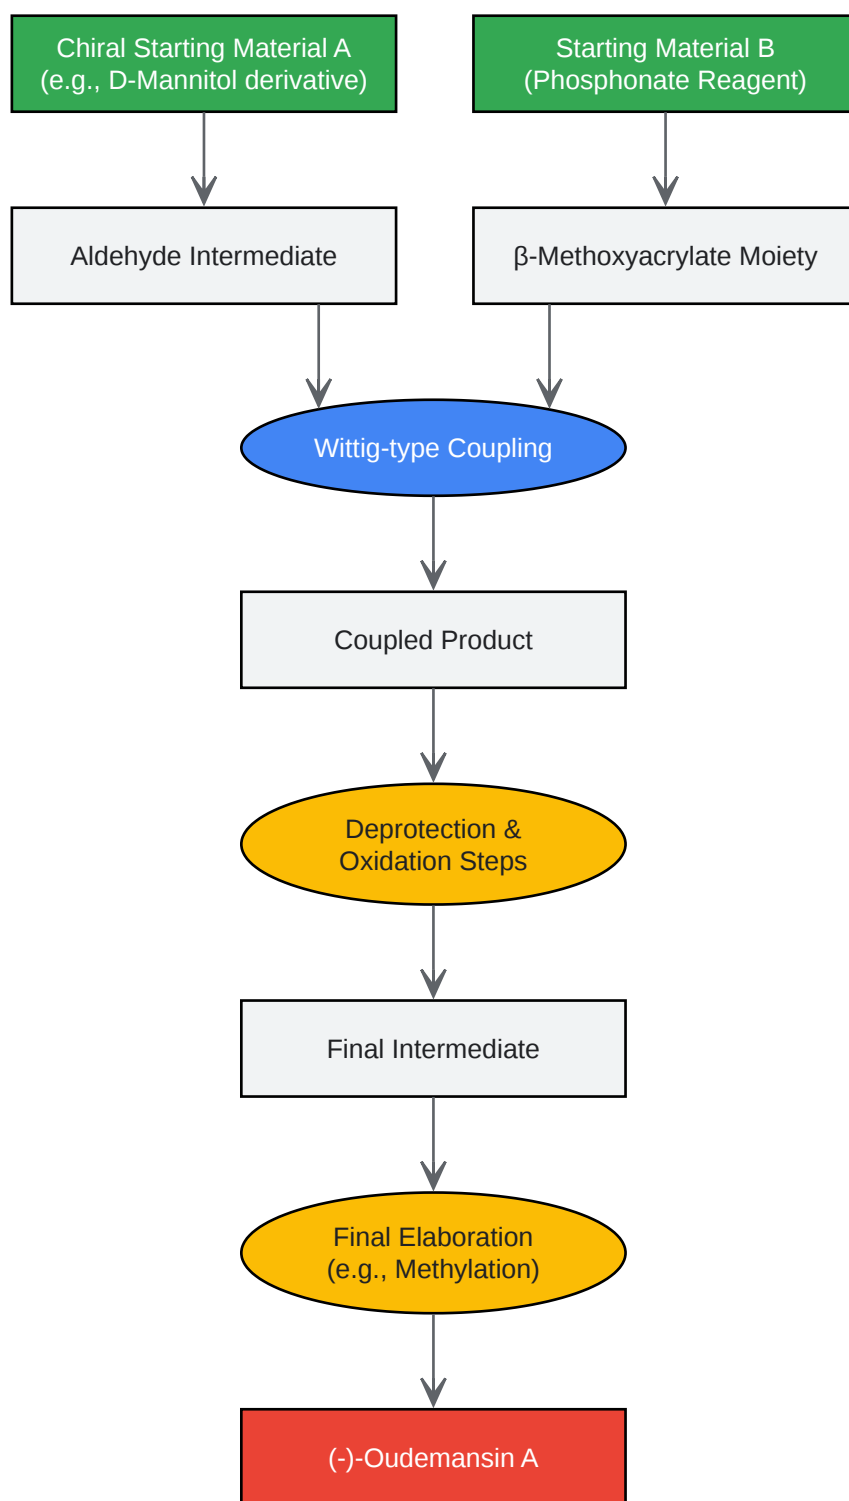 Chiral Starting Material A
(e.g., D-Mannitol derivative)
Starting Material B
(Phosphonate Reagent)
Aldehyde Intermediate
β-Methoxyacrylate Moiety
Wittig-type Coupling
Coupled Product
Deprotection &
Oxidation Steps
Final Intermediate
Final Elaboration
(e.g., Methylation)
(-)-Oudemansin A